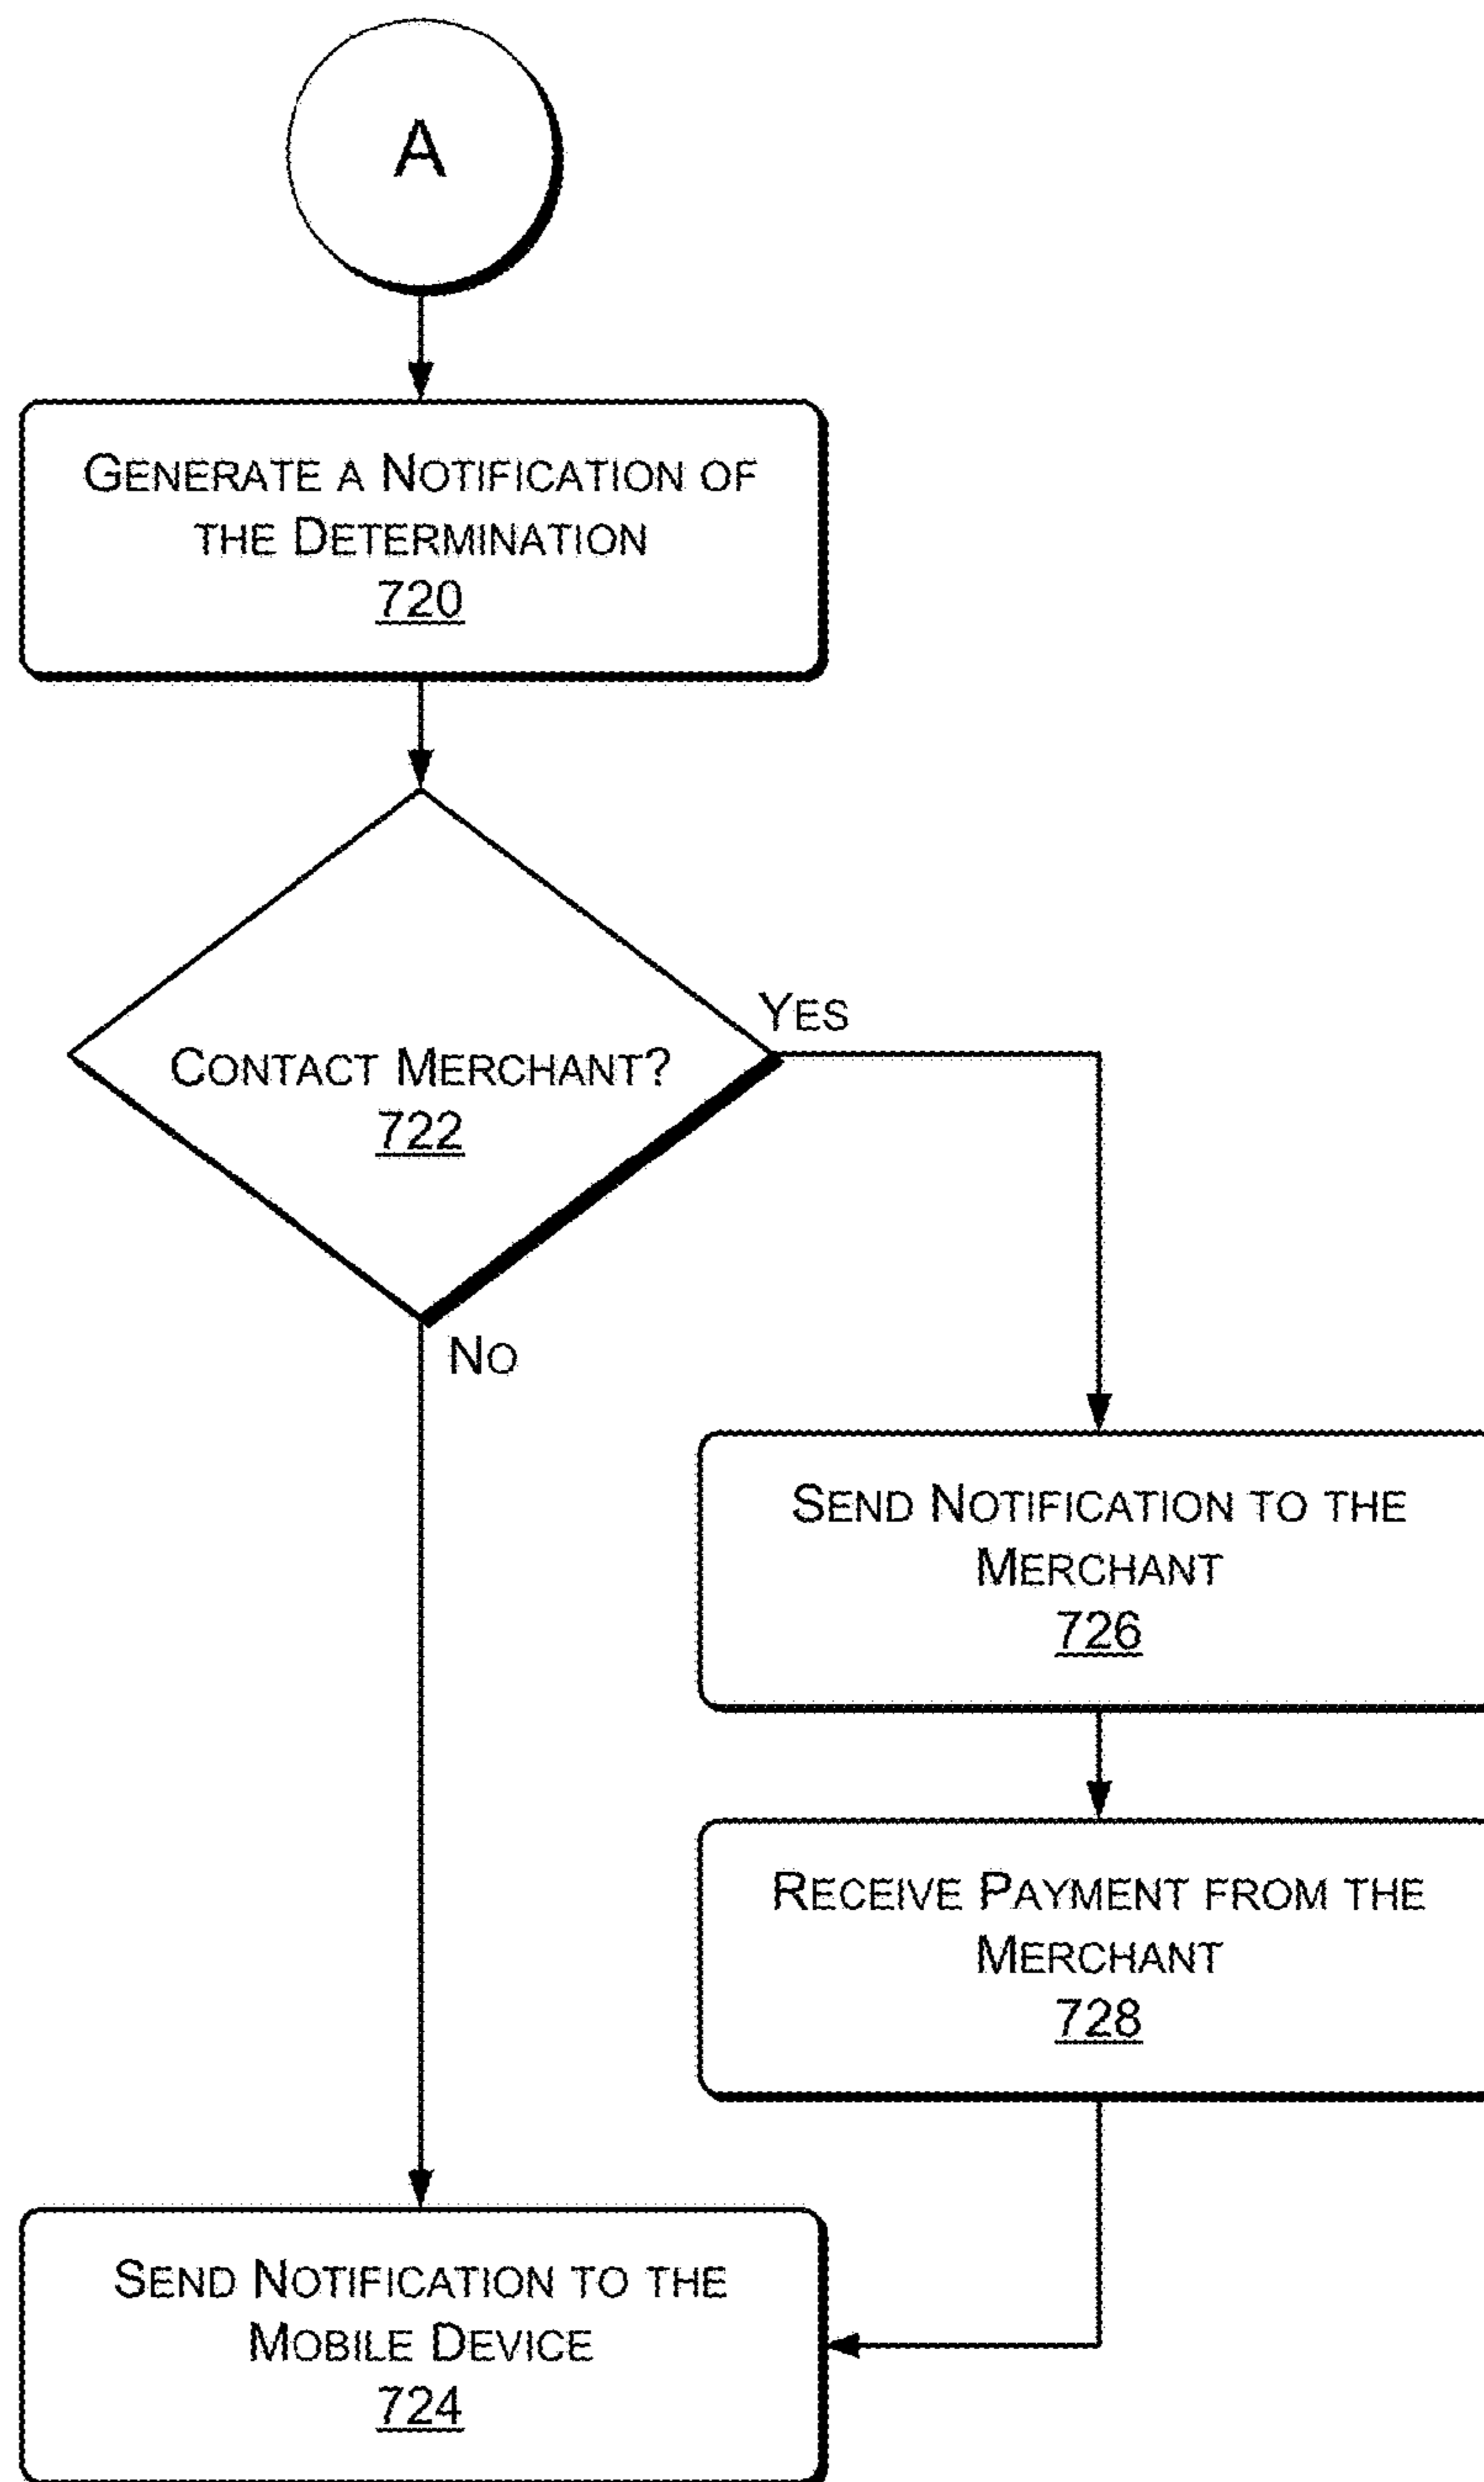 A
GENERATE A NOTIFICATION OF
THE DETERMINATION
720
YES
CONTACT MERCHANT?
722
NO
SEND NOTIFICATION TO THE
MERCHANT
726
RECEIVE PAYMENT FROM THE
MERCHANT
728
SEND NOTIFICATION TO THE
MOBILE DEVICE
724